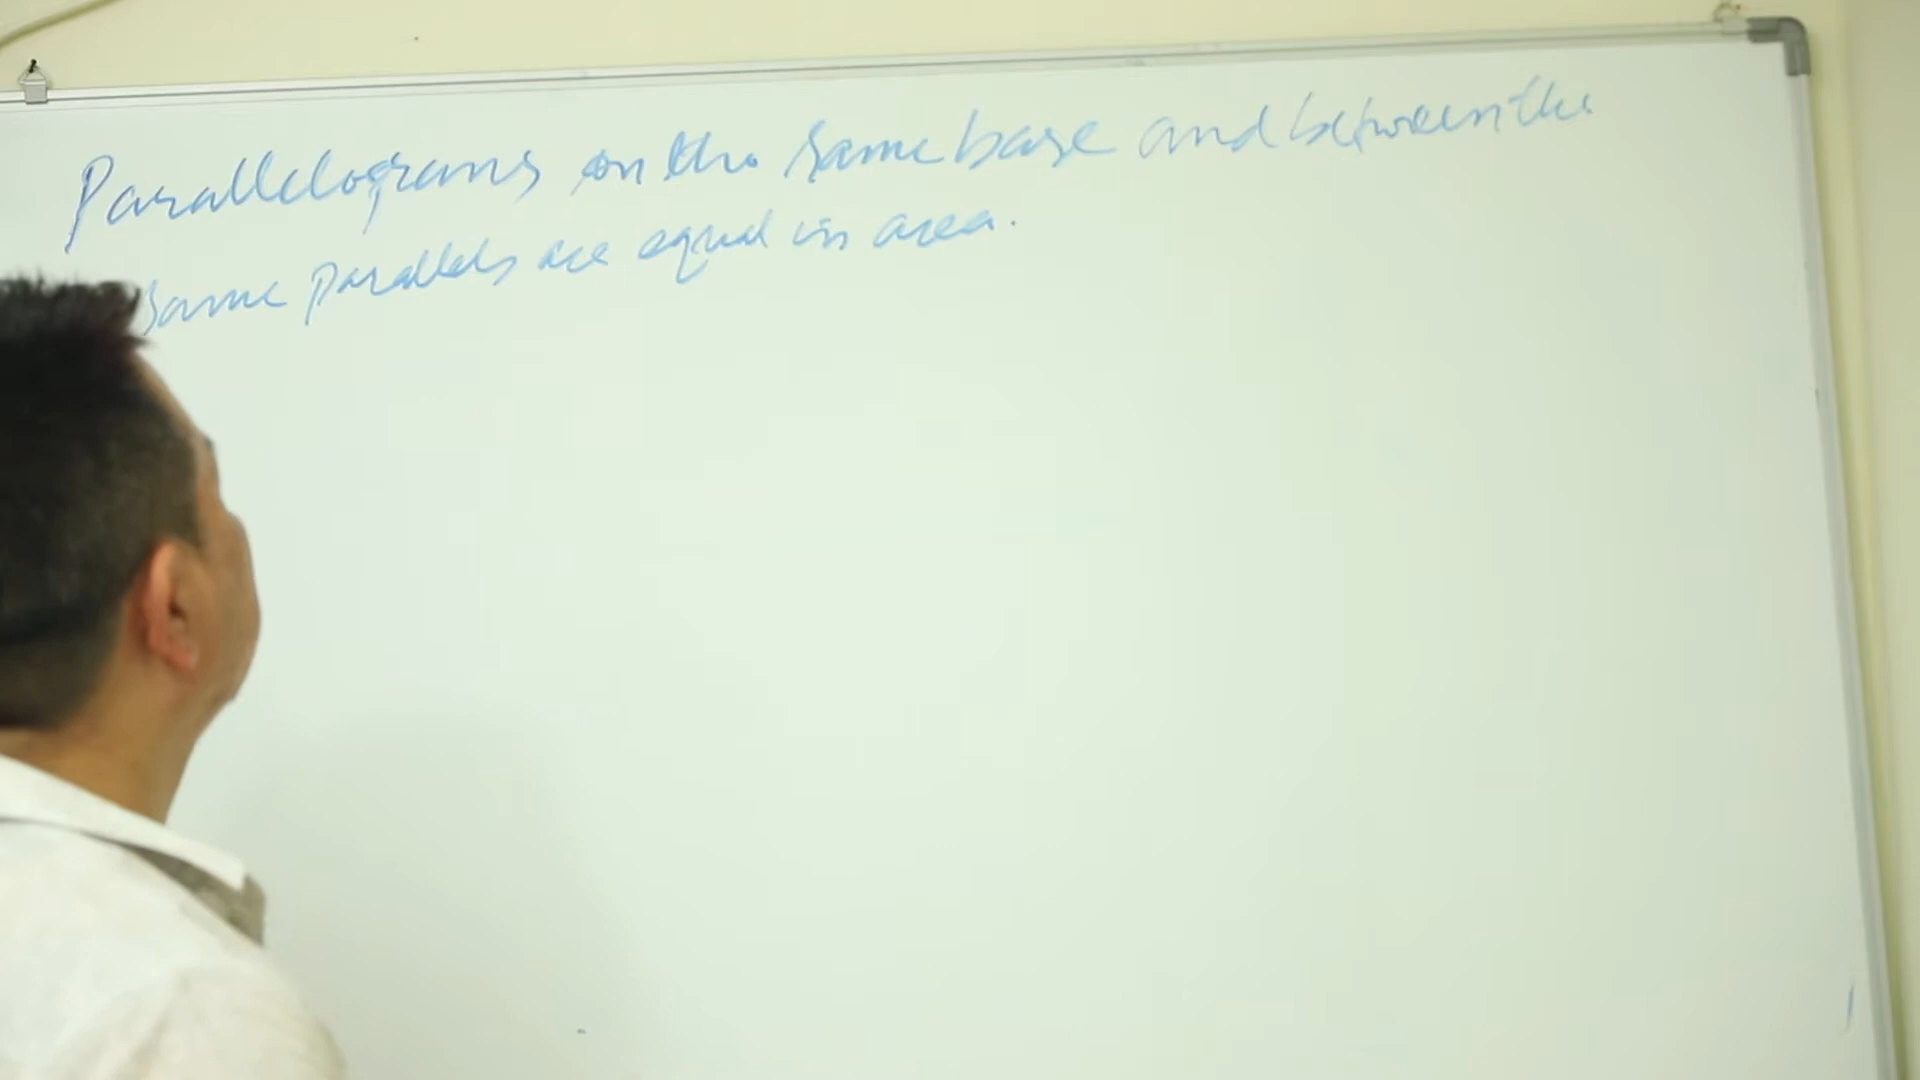 Parallelograms on the same base and between the
same parallels are equal in area.